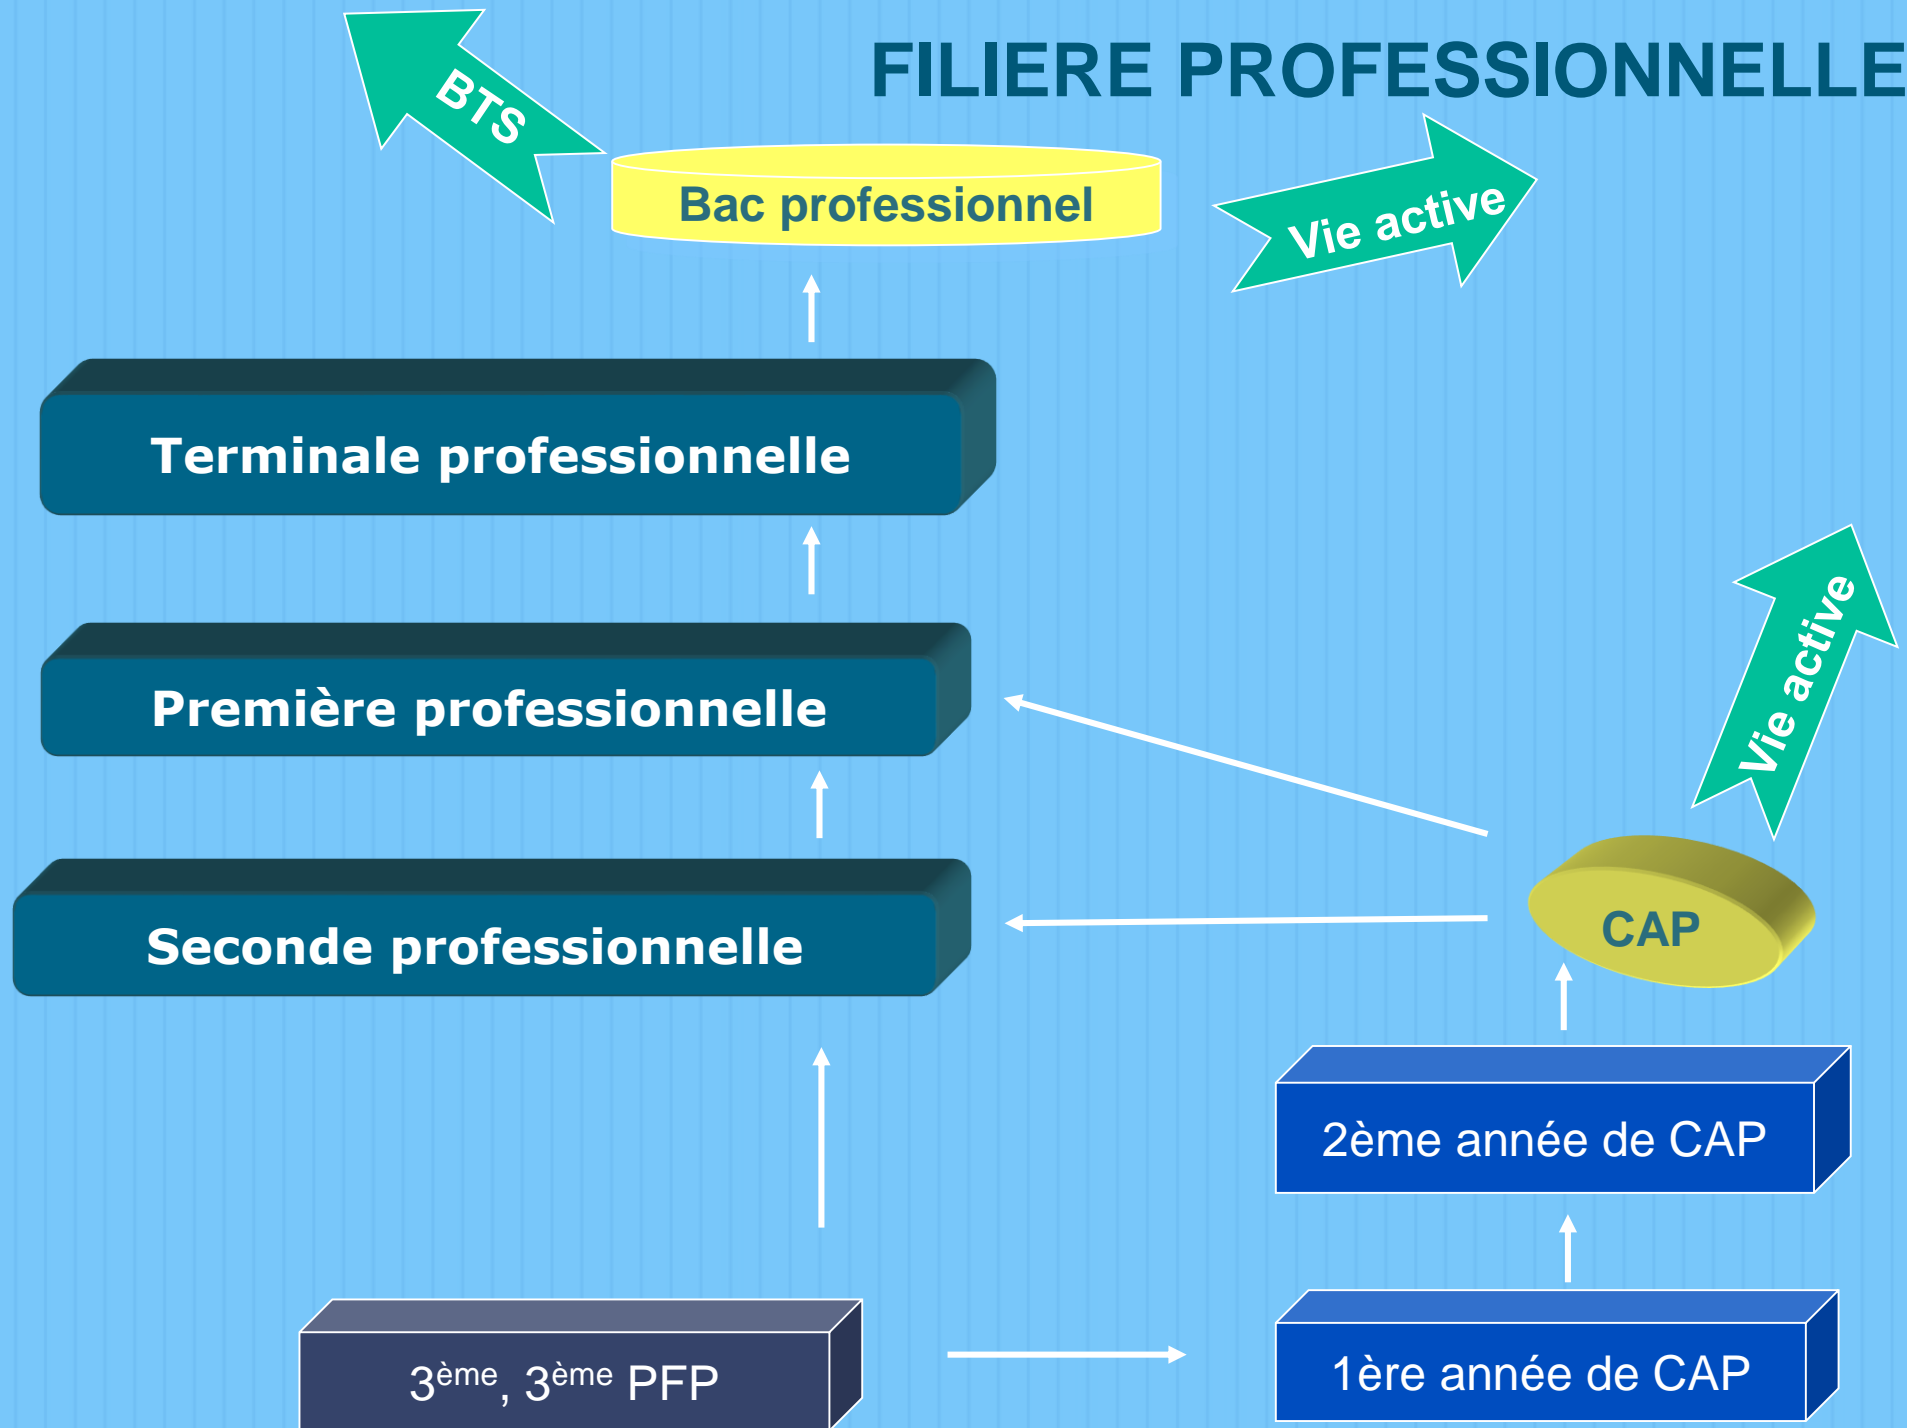 FILIERE PROFESSIONNELLE
BTS
Bac professionnel
Vie active
Terminale professionnelle
Vie active
Première professionnelle
Seconde professionnelle
CAP
2ème année de CAP
3ème, 3ème PFP
1ère année de CAP